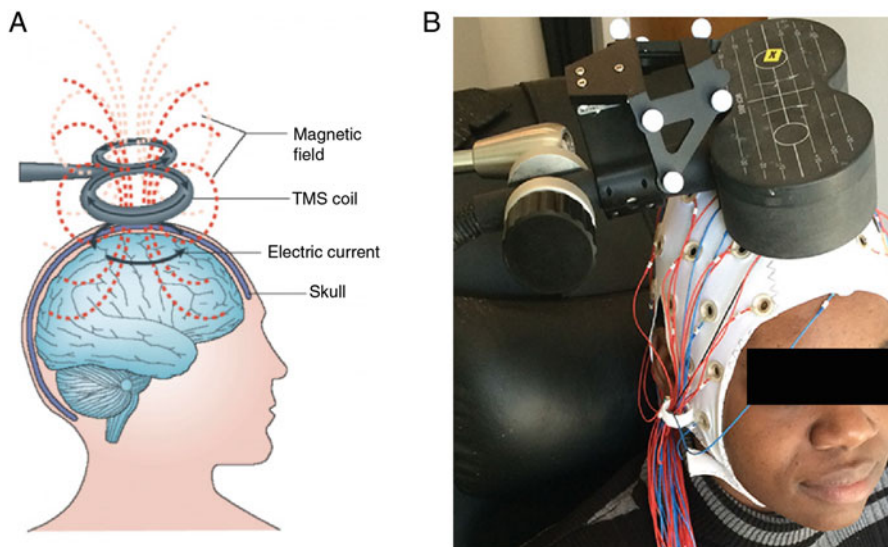 A
B
Magnetic
field
TMS coil
Electric current
Skull
X